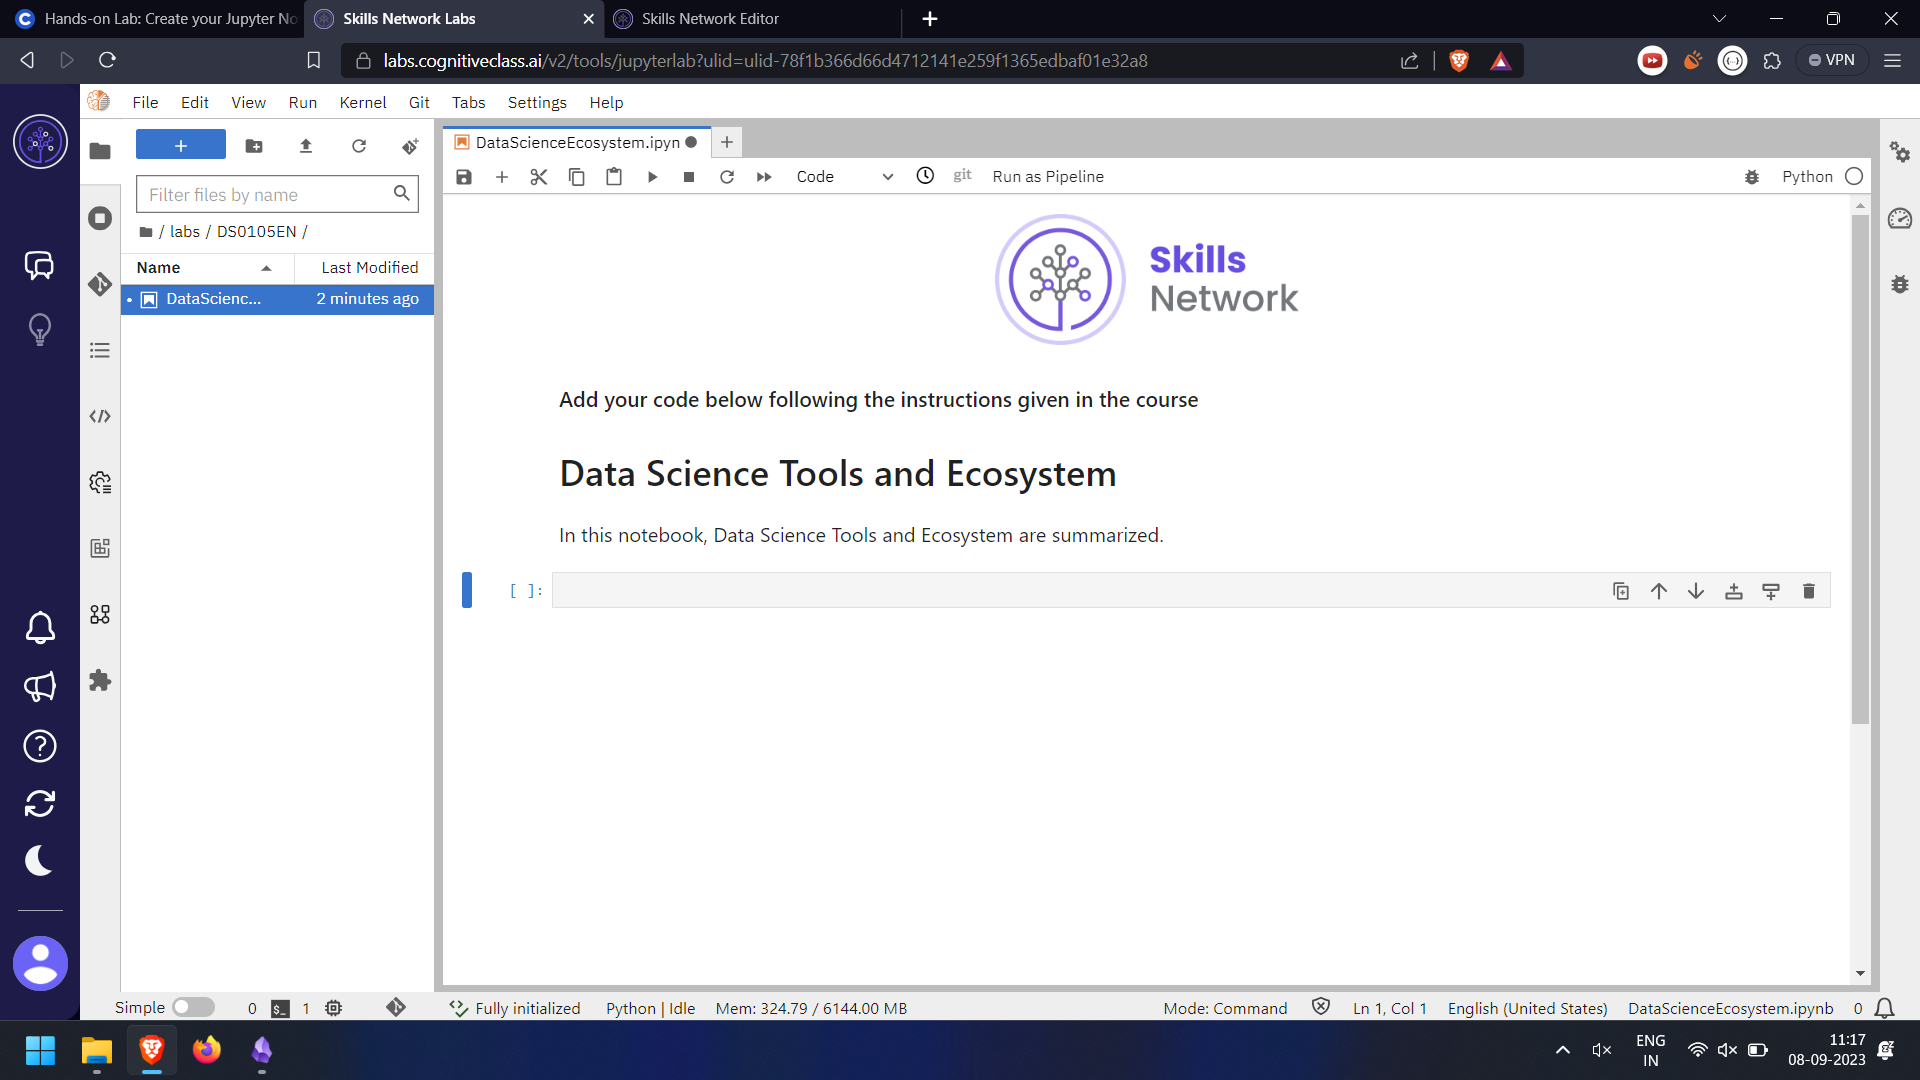 Hands-on Lab: Create your Jupyter No
Skills Network Labs
Skills Network Editor
labs.cognitiveclass.ai/v2/tools/jupyterlab?ulid=ulid-78f1b366d66d4712141e259f1365edbaf01e32a8
VPN
File Edit View Run Kernel Git Tabs Settings Help
DataScienceEcosystem.ipyn
Filter files by name
Code
git
Run as Pipeline
Python
/ labs / DS0105EN /
Name
Last Modified
DataScienc...
2 minutes ago
Skills
Network
Add your code below following the instructions given in the course
Data Science Tools and Ecosystem
In this notebook, Data Science Tools and Ecosystem are summarized.
[ ]:
Simple
0
$_
1
Fully initialized
Python | Idle
Mem: 324.79 / 6144.00 MB
Mode: Command
Ln 1, Col 1
English (United States)
DataScienceEcosystem.ipynb
0
ENG
IN
11:17
08-09-2023